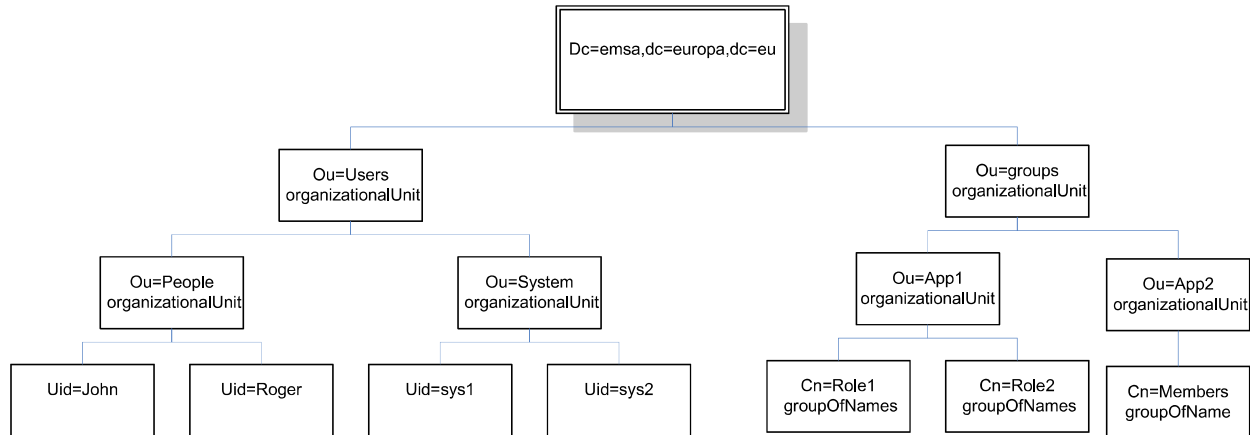 Dc=emsa,dc=europa,dc=eu
Ou=Users
organizationalUnit
Ou=groups
organizationalUnit
Ou=People
organizationalUnit
Ou=System
organizationalUnit
Ou=App1
organizationalUnit
Ou=App2
organizationalUnit
Uid=John
Uid=Roger
Uid=sys1
Uid=sys2
Cn=Role1
groupOfNames
Cn=Role2
groupOfNames
Cn=Members
groupOfName